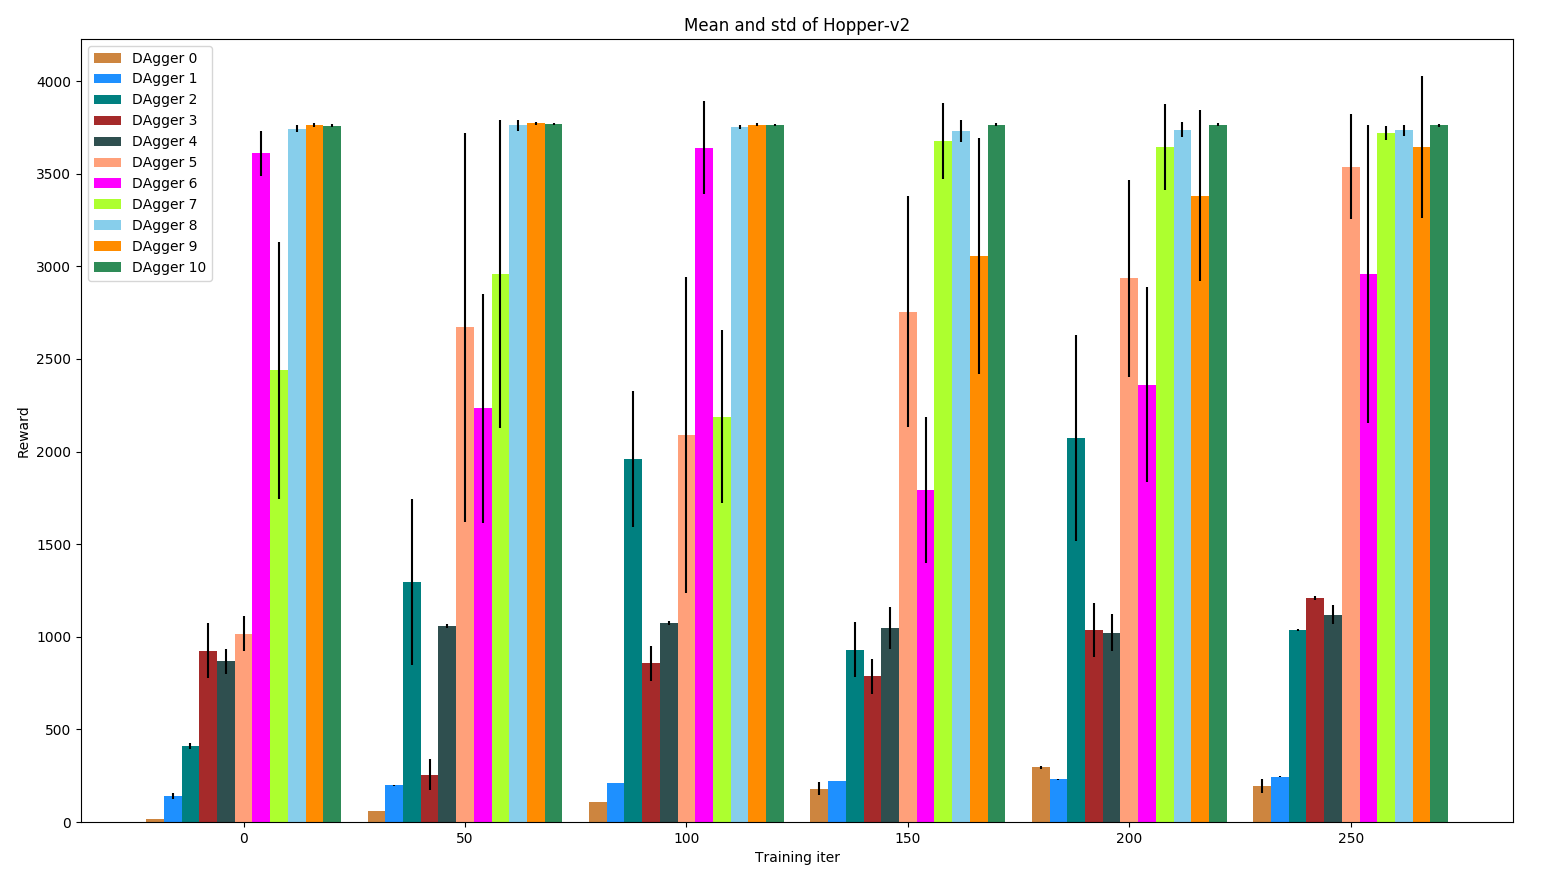 Mean and std of Hopper-v2
DAgger 0
DAgger 1
DAgger 2
DAgger 3
DAgger 4
DAgger 5
DAgger 6
DAgger 7
DAgger 8
DAgger 9
DAgger 10
Reward
4000
3500
3000
2500
2000
1500
1000
500
0
0 50 100 150 200 250
Training iter